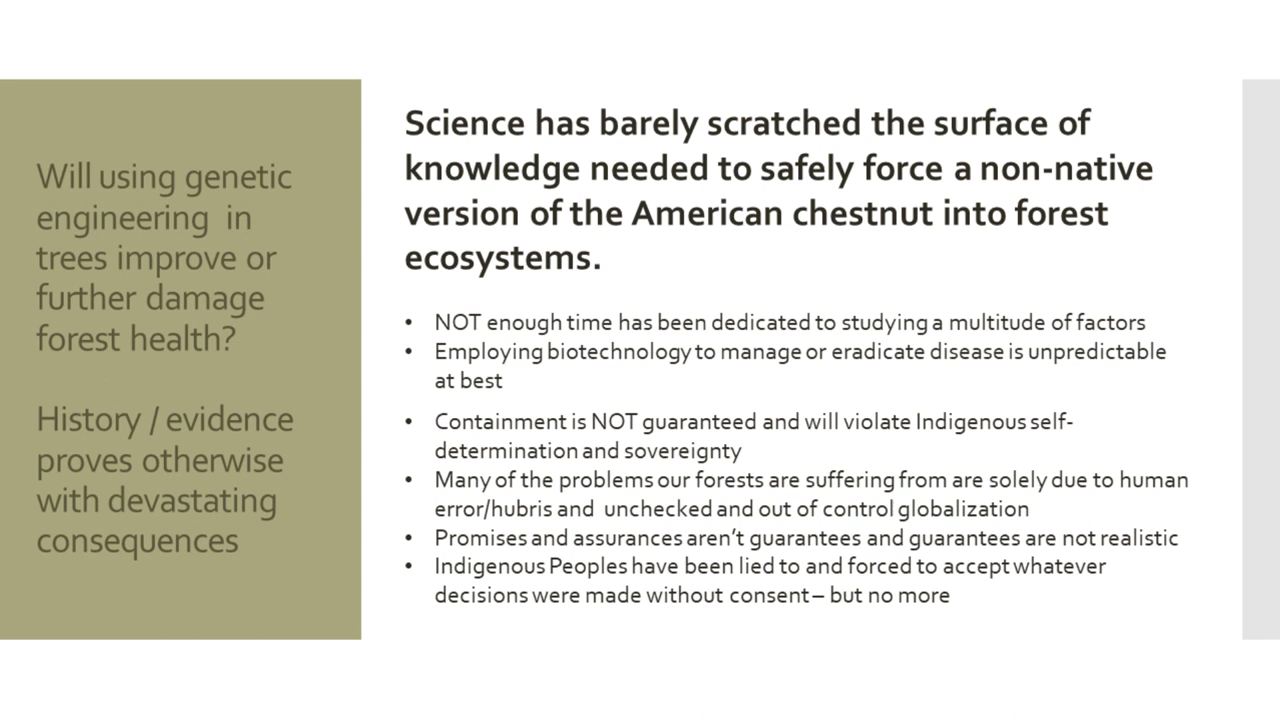 Will using genetic
engineering in
trees improve or
further damage
forest health?
History / evidence
proves otherwise
with devastating
consequences
Science has barely scratched the surface of
knowledge needed to safely force a non-native
version of the American chestnut into forest
ecosystems.
• NOT enough time has been dedicated to studying a multitude of factors
• Employing biotechnology to manage or eradicate disease is unpredictable
at best
• Containment is NOT guaranteed and will violate Indigenous self-
determination and sovereignty
• Many of the problems our forests are suffering from are solely due to human
error/hubris and unchecked and out of control globalization
• Promises and assurances aren't guarantees and guarantees are not realistic
• Indigenous Peoples have been lied to and forced to accept whatever
decisions were made without consent – but no more